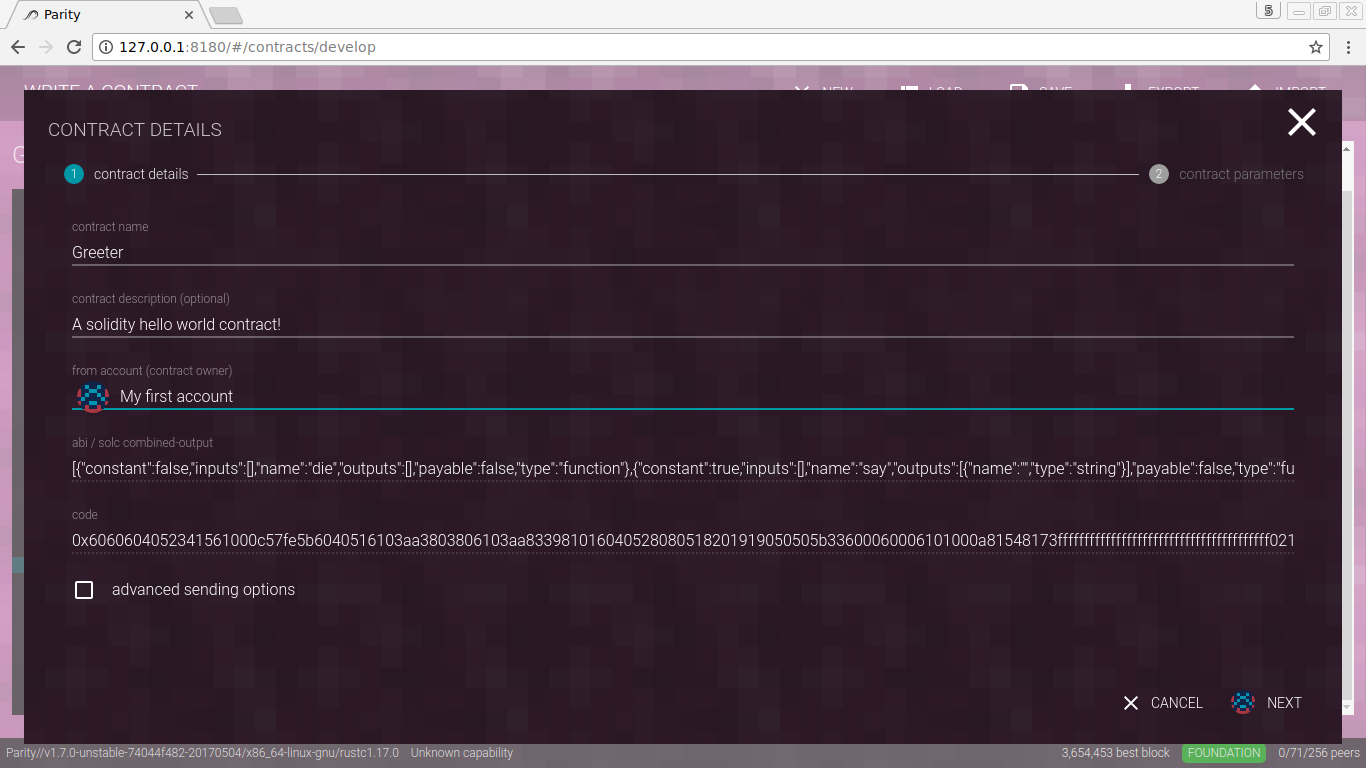 Parity
5
127.0.0.1:8180/#/contracts/develop
WRITE A CONTRACT
NEW LOAD SAVE EXPORT IMPORT
G
CONTRACT DETAILS
1 contract details 2 contract parameters
contract name
Greeter
contract description (optional)
A solidity hello world contract!
from account (contract owner)
My first account
abi / solc combined-output
[{"constant":false,"inputs":[],"name":"die","outputs":[],"payable":false,"type":"function"},{"constant":true,"inputs":[],"name":"say","outputs":[{"name":"","type":"string"}],"payable":false,"type":"fu
code
0x6060604052341561000c57fe5b6040516103aa3803806103aa833981016040528080518201919050505b33600060006101000a81548173ffffffffffffffffffffffffffffffffffffffff021
advanced sending options
CANCEL NEXT
Parity//v1.7.0-unstable-74044f482-20170504/x86_64-linux-gnu/rustc1.17.0 Unknown capability 3,654,453 best block FOUNDATION 0/71/256 peers